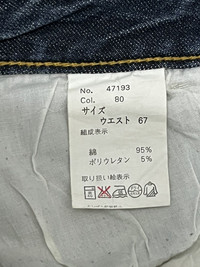 No. 47193
Col. 80
サイズ
ウエスト 67
組成表示
綿 95%
ポリウレタン 5%
取り扱い絵表示